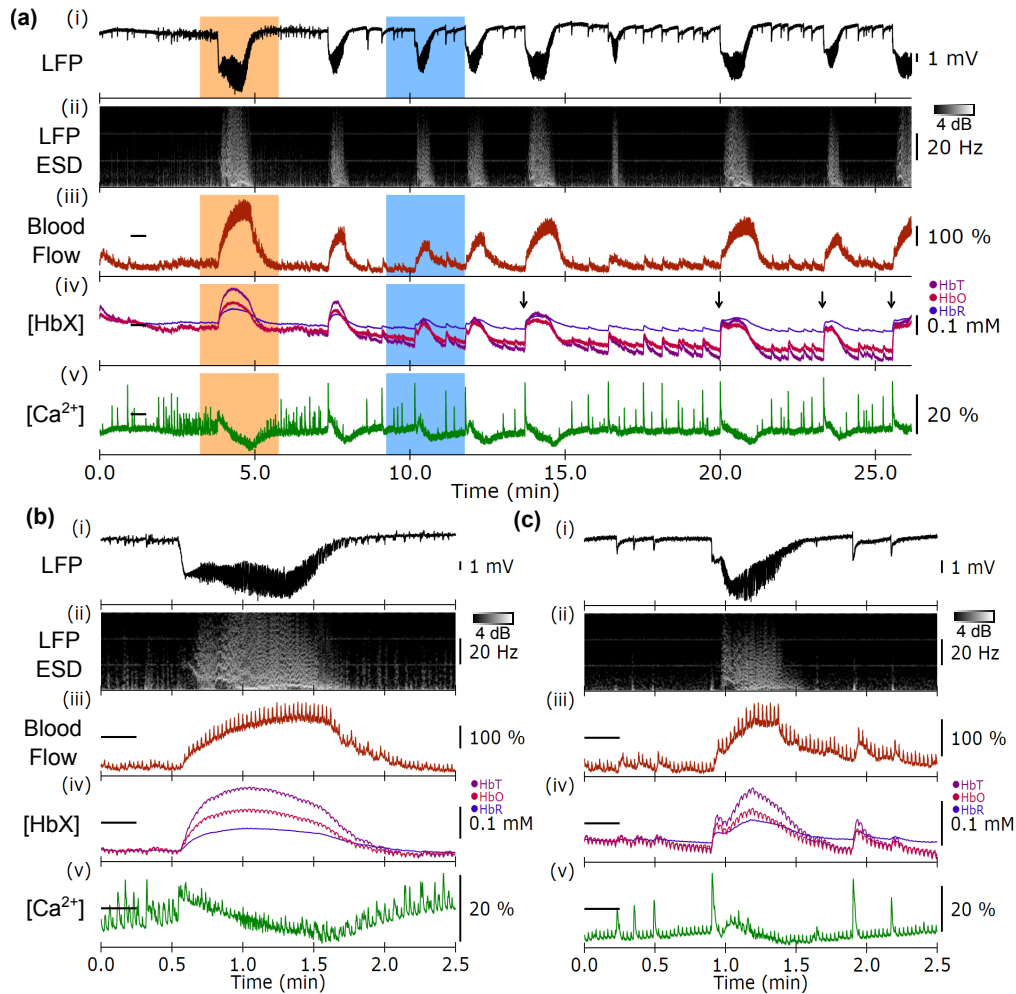 (a)
(i)
LFP
1 mV
(ii)
LFP
ESD
4 dB
20 Hz
(iii)
Blood
Flow
100 %
(iv)
[HbX]
HbT
HbO
HbR
0.1 mM
(v)
[Ca²⁺]
20 %
0.0 5.0 10.0 15.0 20.0 25.0
Time (min)
(b)
(i)
LFP
1 mV
(ii)
LFP
ESD
4 dB
20 Hz
(iii)
Blood
Flow
100 %
(iv)
[HbX]
HbT
HbO
HbR
0.1 mM
(v)
[Ca²⁺]
20 %
0.0 0.5 1.0 1.5 2.0 2.5
Time (min)
(c)
(i)
1 mV
(ii)
4 dB
20 Hz
(iii)
100 %
(iv)
HbT
HbO
HbR
0.1 mM
(v)
20 %
0.0 0.5 1.0 1.5 2.0 2.5
Time (min)